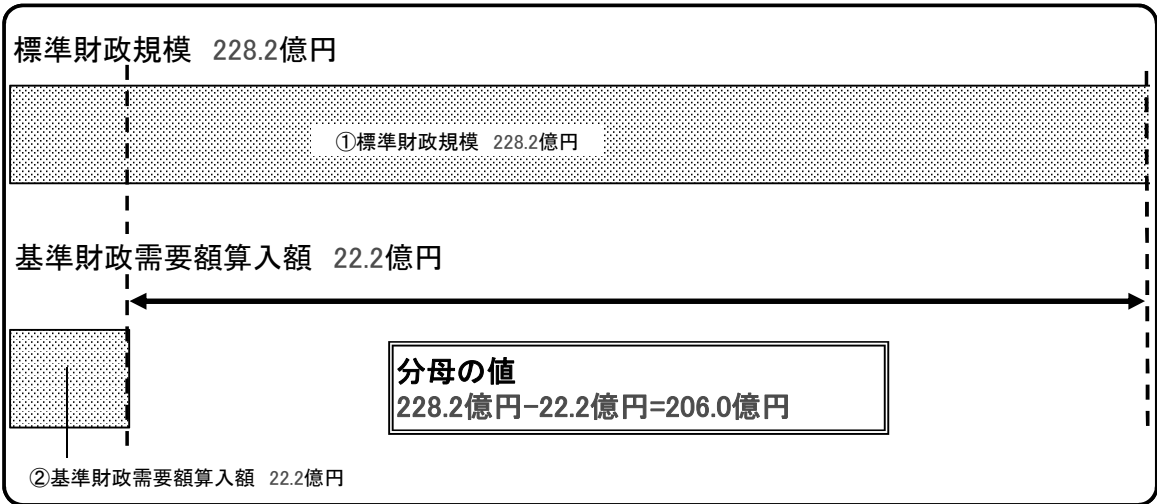 標準財政規模 228.2億円
①標準財政規模 228.2億円
基準財政需要額算入額 22.2億円
分母の値
228.2億円−22.2億円=206.0億円
②基準財政需要額算入額 22.2億円